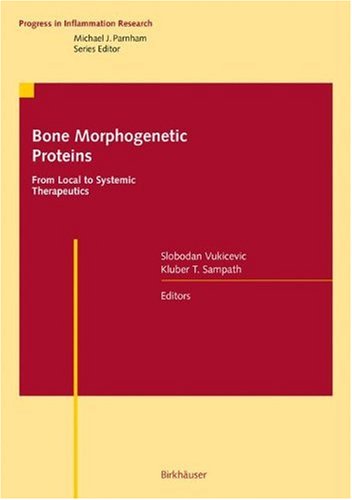 Progress in Inflammation Research
Michael J. Parnham
Series Editor
Bone Morphogenetic
Proteins
From Local to Systemic
Therapeutics
Slobodan Vukicevic
Kluber T. Sampath
Editors
Birkhäuser